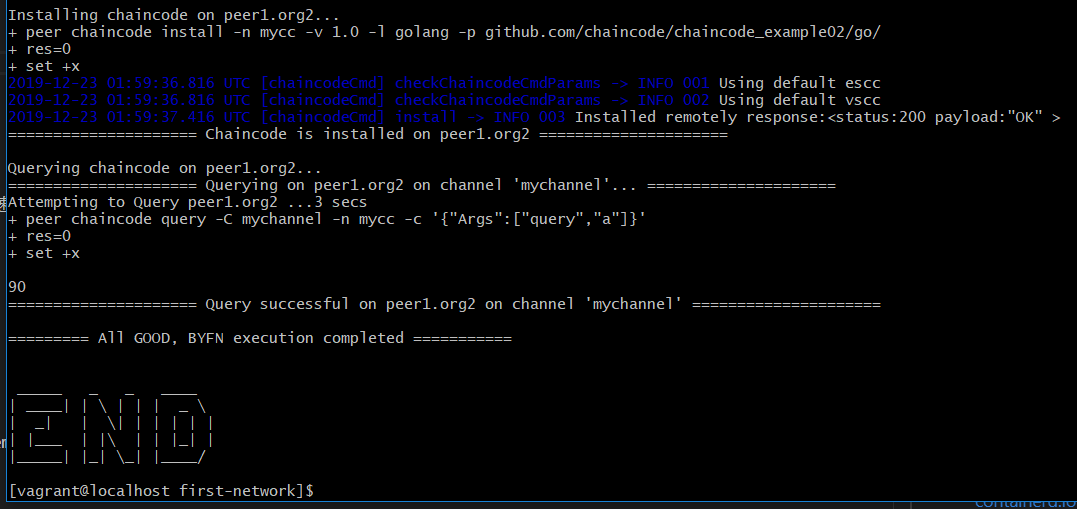 Installing chaincode on peer1.org2...
+ peer chaincode install -n mycc -v 1.0 -l golang -p github.com/chaincode/chaincode_example02/go/
+ res=0
+ set +x
2019-12-23 01:59:36.816 UTC [chaincodeCmd] checkChaincodeCmdParams -> INFO 001 Using default escc
2019-12-23 01:59:36.816 UTC [chaincodeCmd] checkChaincodeCmdParams -> INFO 002 Using default vscc
2019-12-23 01:59:37.416 UTC [chaincodeCmd] install -> INFO 003 Installed remotely response:<status:200 payload:"OK" >
===================== Chaincode is installed on peer1.org2 =====================
Querying chaincode on peer1.org2...
===================== Querying on peer1.org2 on channel 'mychannel'... =====================
Attempting to Query peer1.org2 ...3 secs
+ peer chaincode query -C mychannel -n mycc -c '{"Args":["query","a"]}'
+ res=0
+ set +x
90
===================== Query successful on peer1.org2 on channel 'mychannel' =====================
========= All GOOD, BYFN execution completed ===========
END
[vagrant@localhost first-network]$
containerd.io